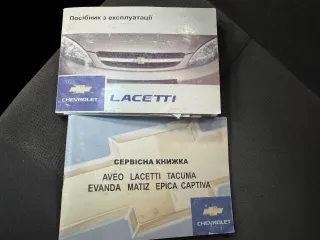 Посібник з експлуатації
CHEVROLET
LACETTI
СЕРВІСНА КНИЖКА
AVEO LACETTI TACUMA
EVANDA MATIZ EPICA CAPTIVA
CHEVROLET